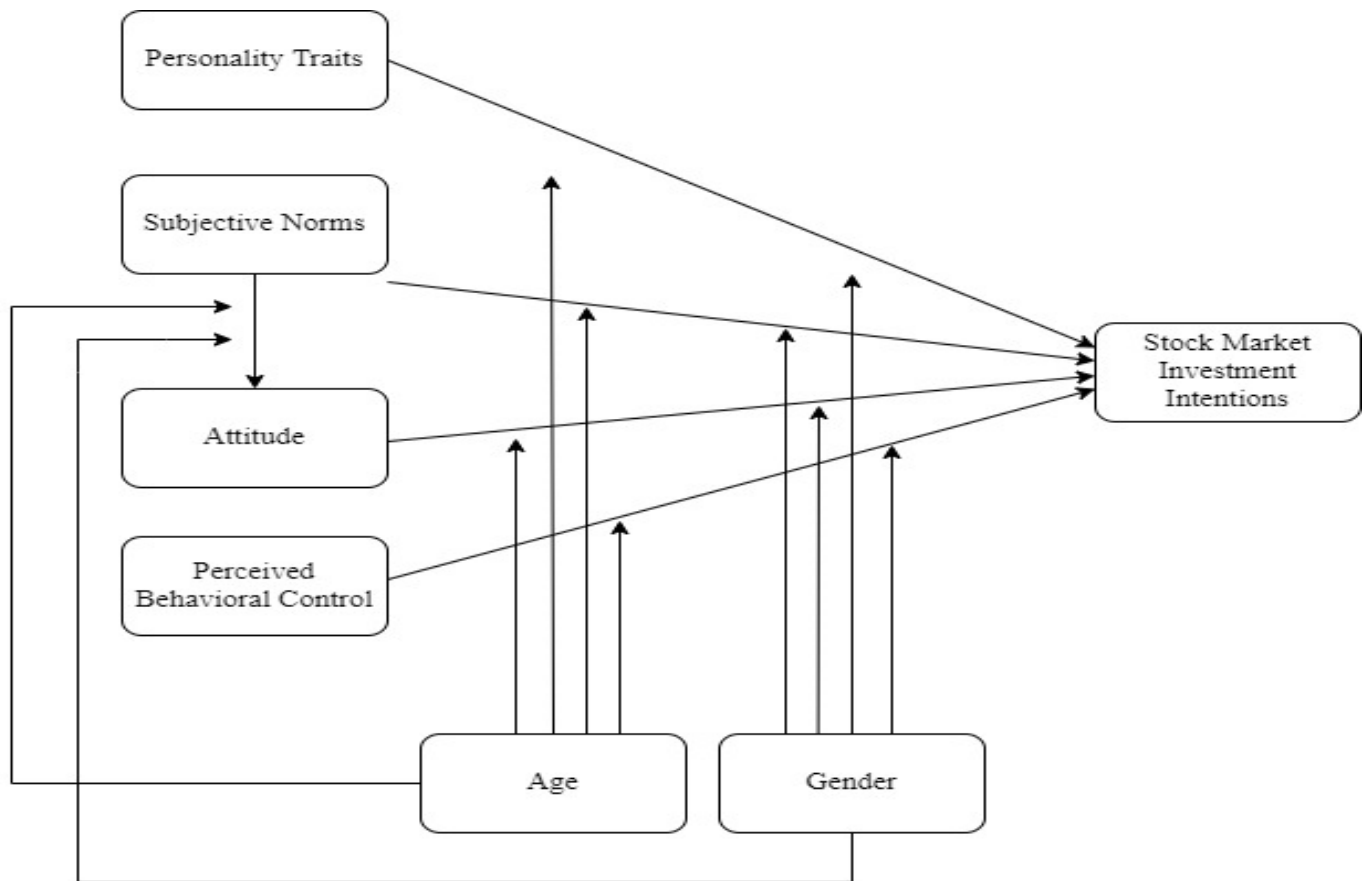 Personality Traits
Subjective Norms
Stock Market
Investment
Intentions
Attitude
Perceived
Behavioral Control
Age
Gender